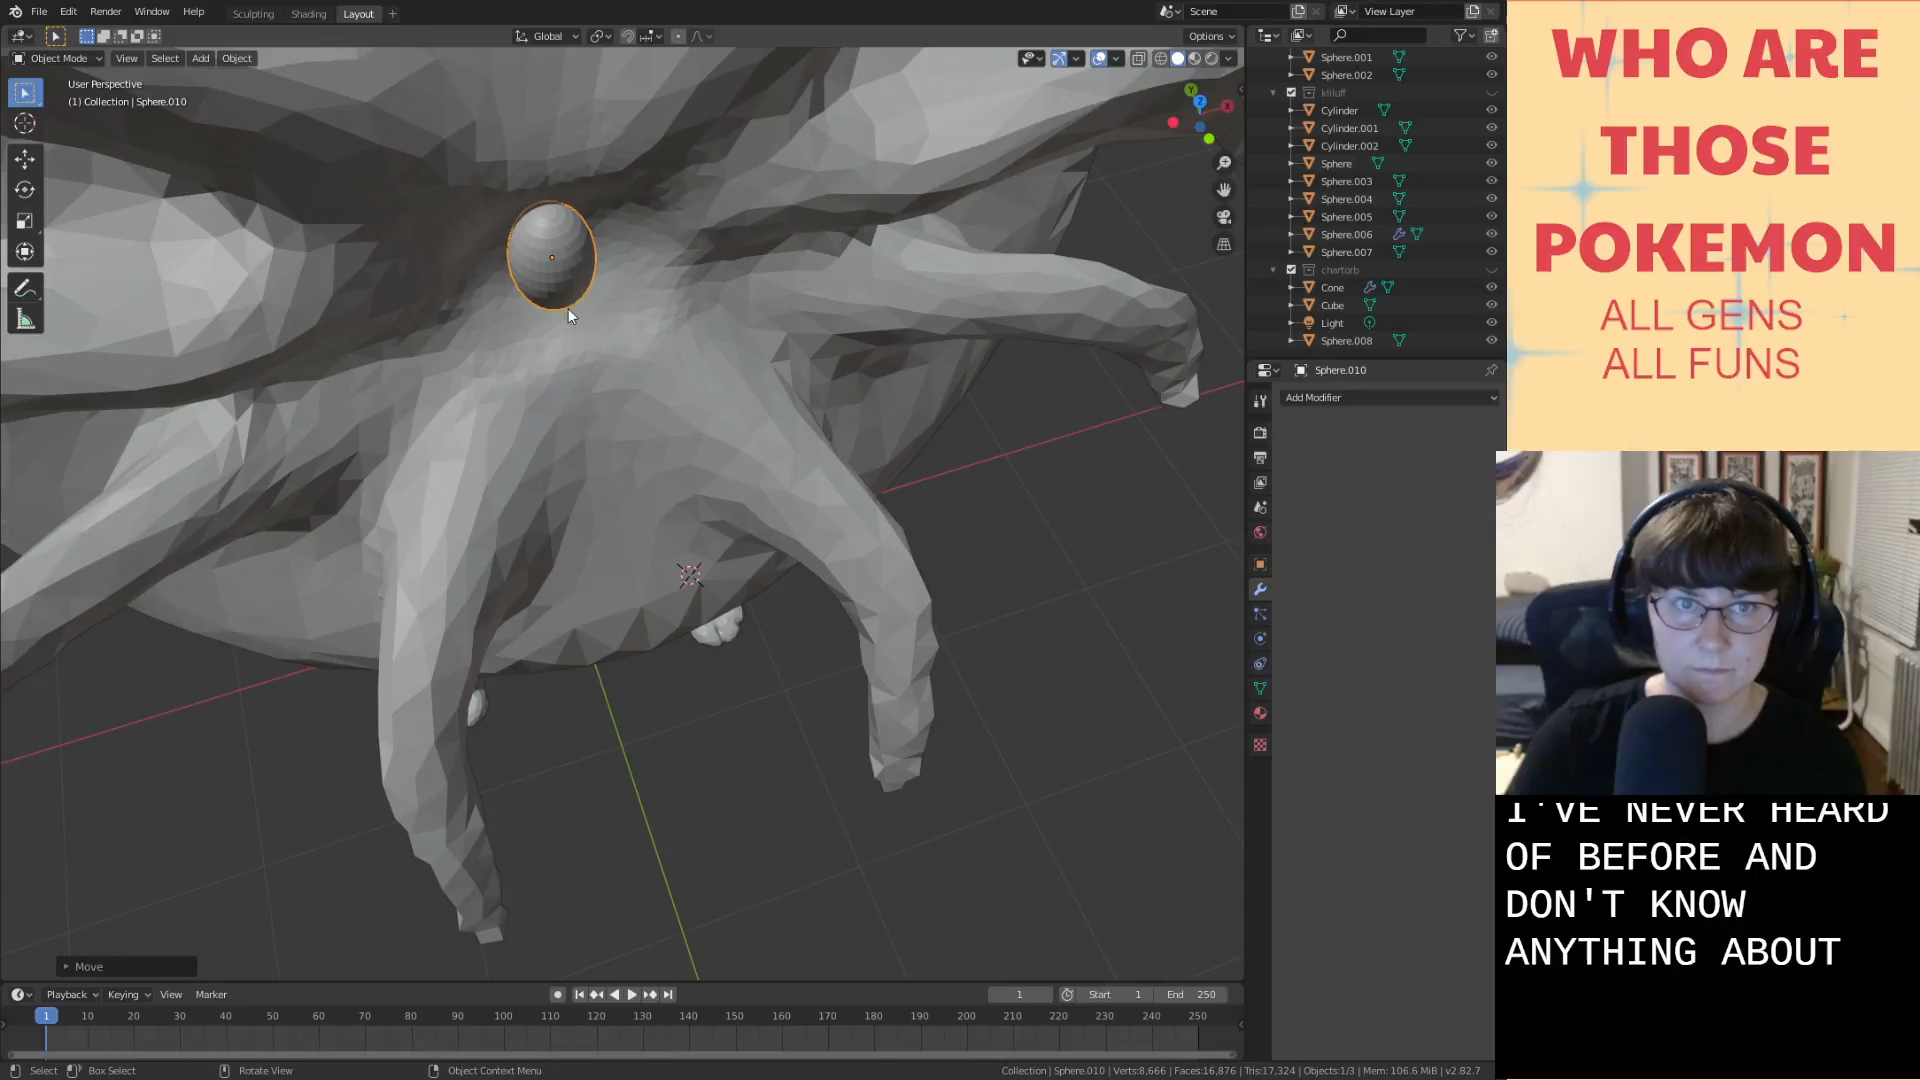 File Edit Render Window Help Sculpting Shading Layout Scene View Layer
Global Options
Object Mode View Select Add Object
User Perspective
(1) Collection | Sphere.010
Y
Z
X
Sphere.001
Sphere.002
kliluff
Cylinder
Cylinder.001
Cylinder.002
Sphere
Sphere.003
Sphere.004
Sphere.005
Sphere.006
Sphere.007
chartorb
Cone
Cube
Light
Sphere.008
Sphere.010
Add Modifier
Move
Playback Keying View Marker 1 Start 1 End 250
1 10 20 30 40 50 60 70 80 90 100 110 120 130 140 150 160 170 180 190 200 210 220 230 240 250
Select Box Select Rotate View Object Context Menu Collection | Sphere.010 | Verts:8,666 | Faces:16,876 | Tris:17,324 | Objects:1/3 | Mem: 106.6 MiB | v2.82.7
WHO ARE
THOSE
POKEMON
ALL GENS
ALL FUNS
I'VE NEVER HEARD
OF BEFORE AND
DON'T KNOW
ANYTHING ABOUT